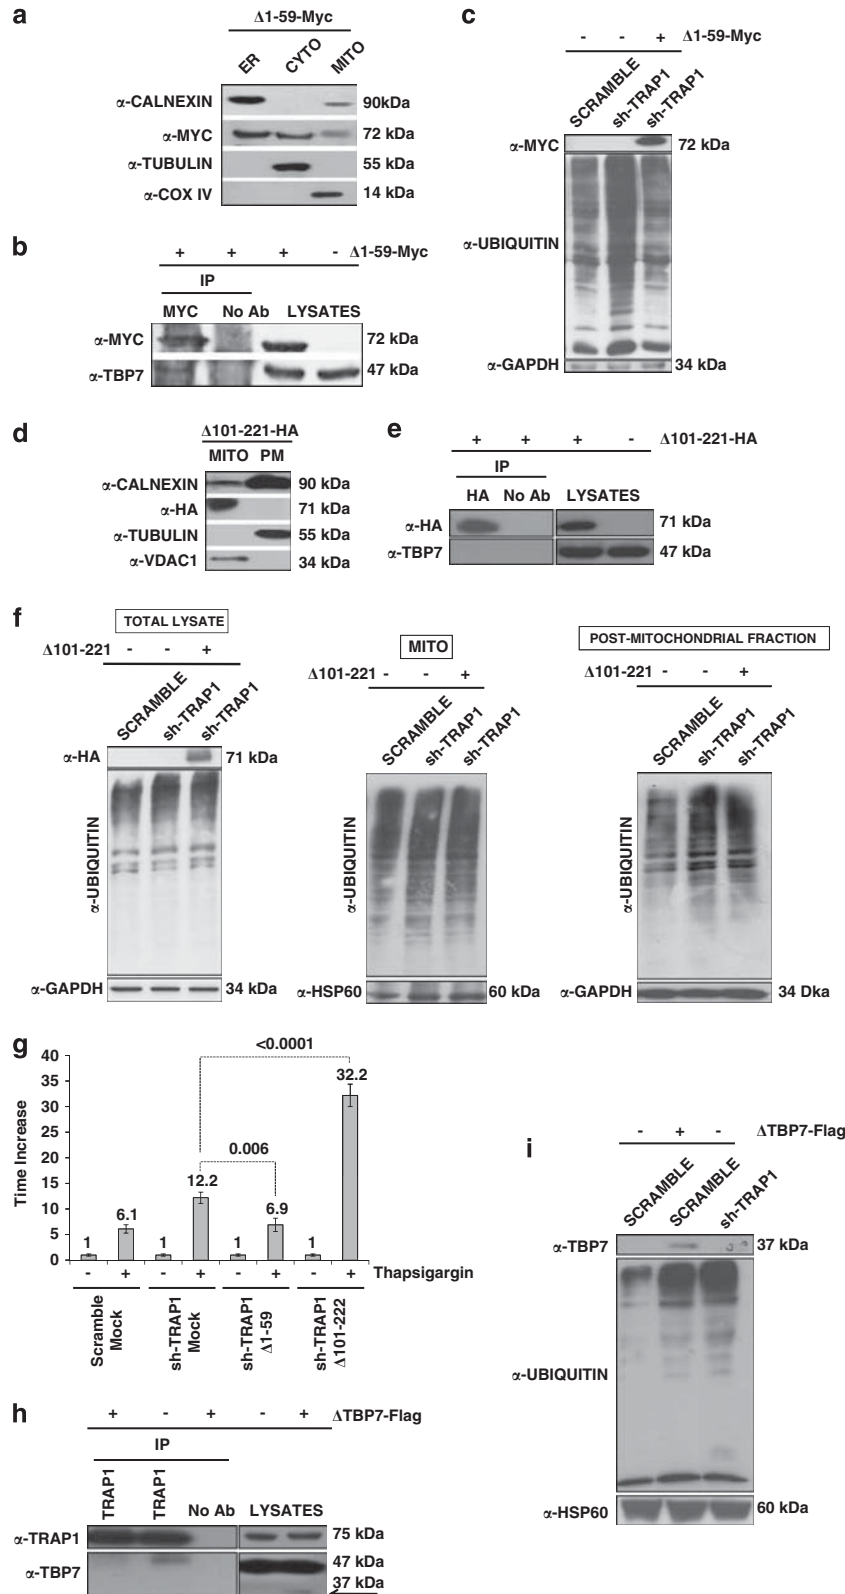 a
Δ1-59-Myc
ER CYTO MITO
α-CALNEXIN 90kDa
α-MYC 72 kDa
α-TUBULIN 55 kDa
α-COX IV 14 kDa
b
+ + + - Δ1-59-Myc
IP
MYC No Ab LYSATES
α-MYC 72 kDa
α-TBP7 47 kDa
c
- - + Δ1-59-Myc
SCRAMBLE sh-TRAP1 sh-TRAP1
α-MYC 72 kDa
α-UBIQUITIN
α-GAPDH 34 kDa
d
Δ101-221-HA
MITO PM
α-CALNEXIN 90 kDa
α-HA 71 kDa
α-TUBULIN 55 kDa
α-VDAC1 34 kDa
e
+ + + - Δ101-221-HA
IP
HA No Ab LYSATES
α-HA 71 kDa
α-TBP7 47 kDa
f
TOTAL LYSATE
Δ101-221 - - +
SCRAMBLE sh-TRAP1 sh-TRAP1
α-HA 71 kDa
α-UBIQUITIN
α-GAPDH 34 kDa
MITO
Δ101-221 - - +
SCRAMBLE sh-TRAP1 sh-TRAP1
α-UBIQUITIN
α-HSP60 60 kDa
POST-MITOCHONDRIAL FRACTION
Δ101-221 - - +
SCRAMBLE sh-TRAP1 sh-TRAP1
α-UBIQUITIN
α-GAPDH 34 Dka
g
Time Increase
40
35
30
25
20
15
10
5
0
<0.0001
0.006
1 6.1 1 12.2 1 6.9 1 32.2
- + - + - + - + Thapsigargin
Scramble Mock
sh-TRAP1 Mock
sh-TRAP1 Δ1-59
sh-TRAP1 Δ101-222
h
+ - + - + ΔTBP7-Flag
IP
TRAP1 TRAP1 No Ab LYSATES
α-TRAP1 75 kDa
α-TBP7 47 kDa
37 kDa
i
- + - ΔTBP7-Flag
SCRAMBLE SCRAMBLE sh-TRAP1
α-TBP7 37 kDa
α-UBIQUITIN
α-HSP60 60 kDa